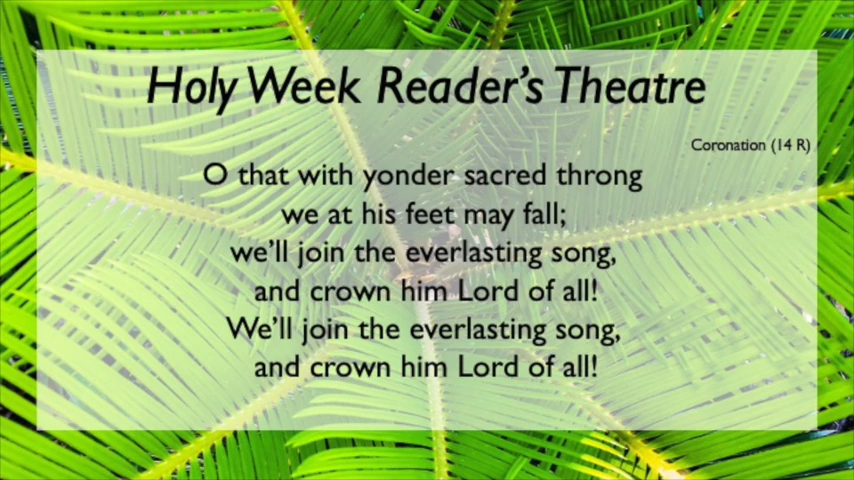 Holy Week Reader's Theatre
Coronation (14 R)
O that with yonder sacred throng
we at his feet may fall;
we'll join the everlasting song,
and crown him Lord of all!
We'll join the everlasting song,
and crown him Lord of all!